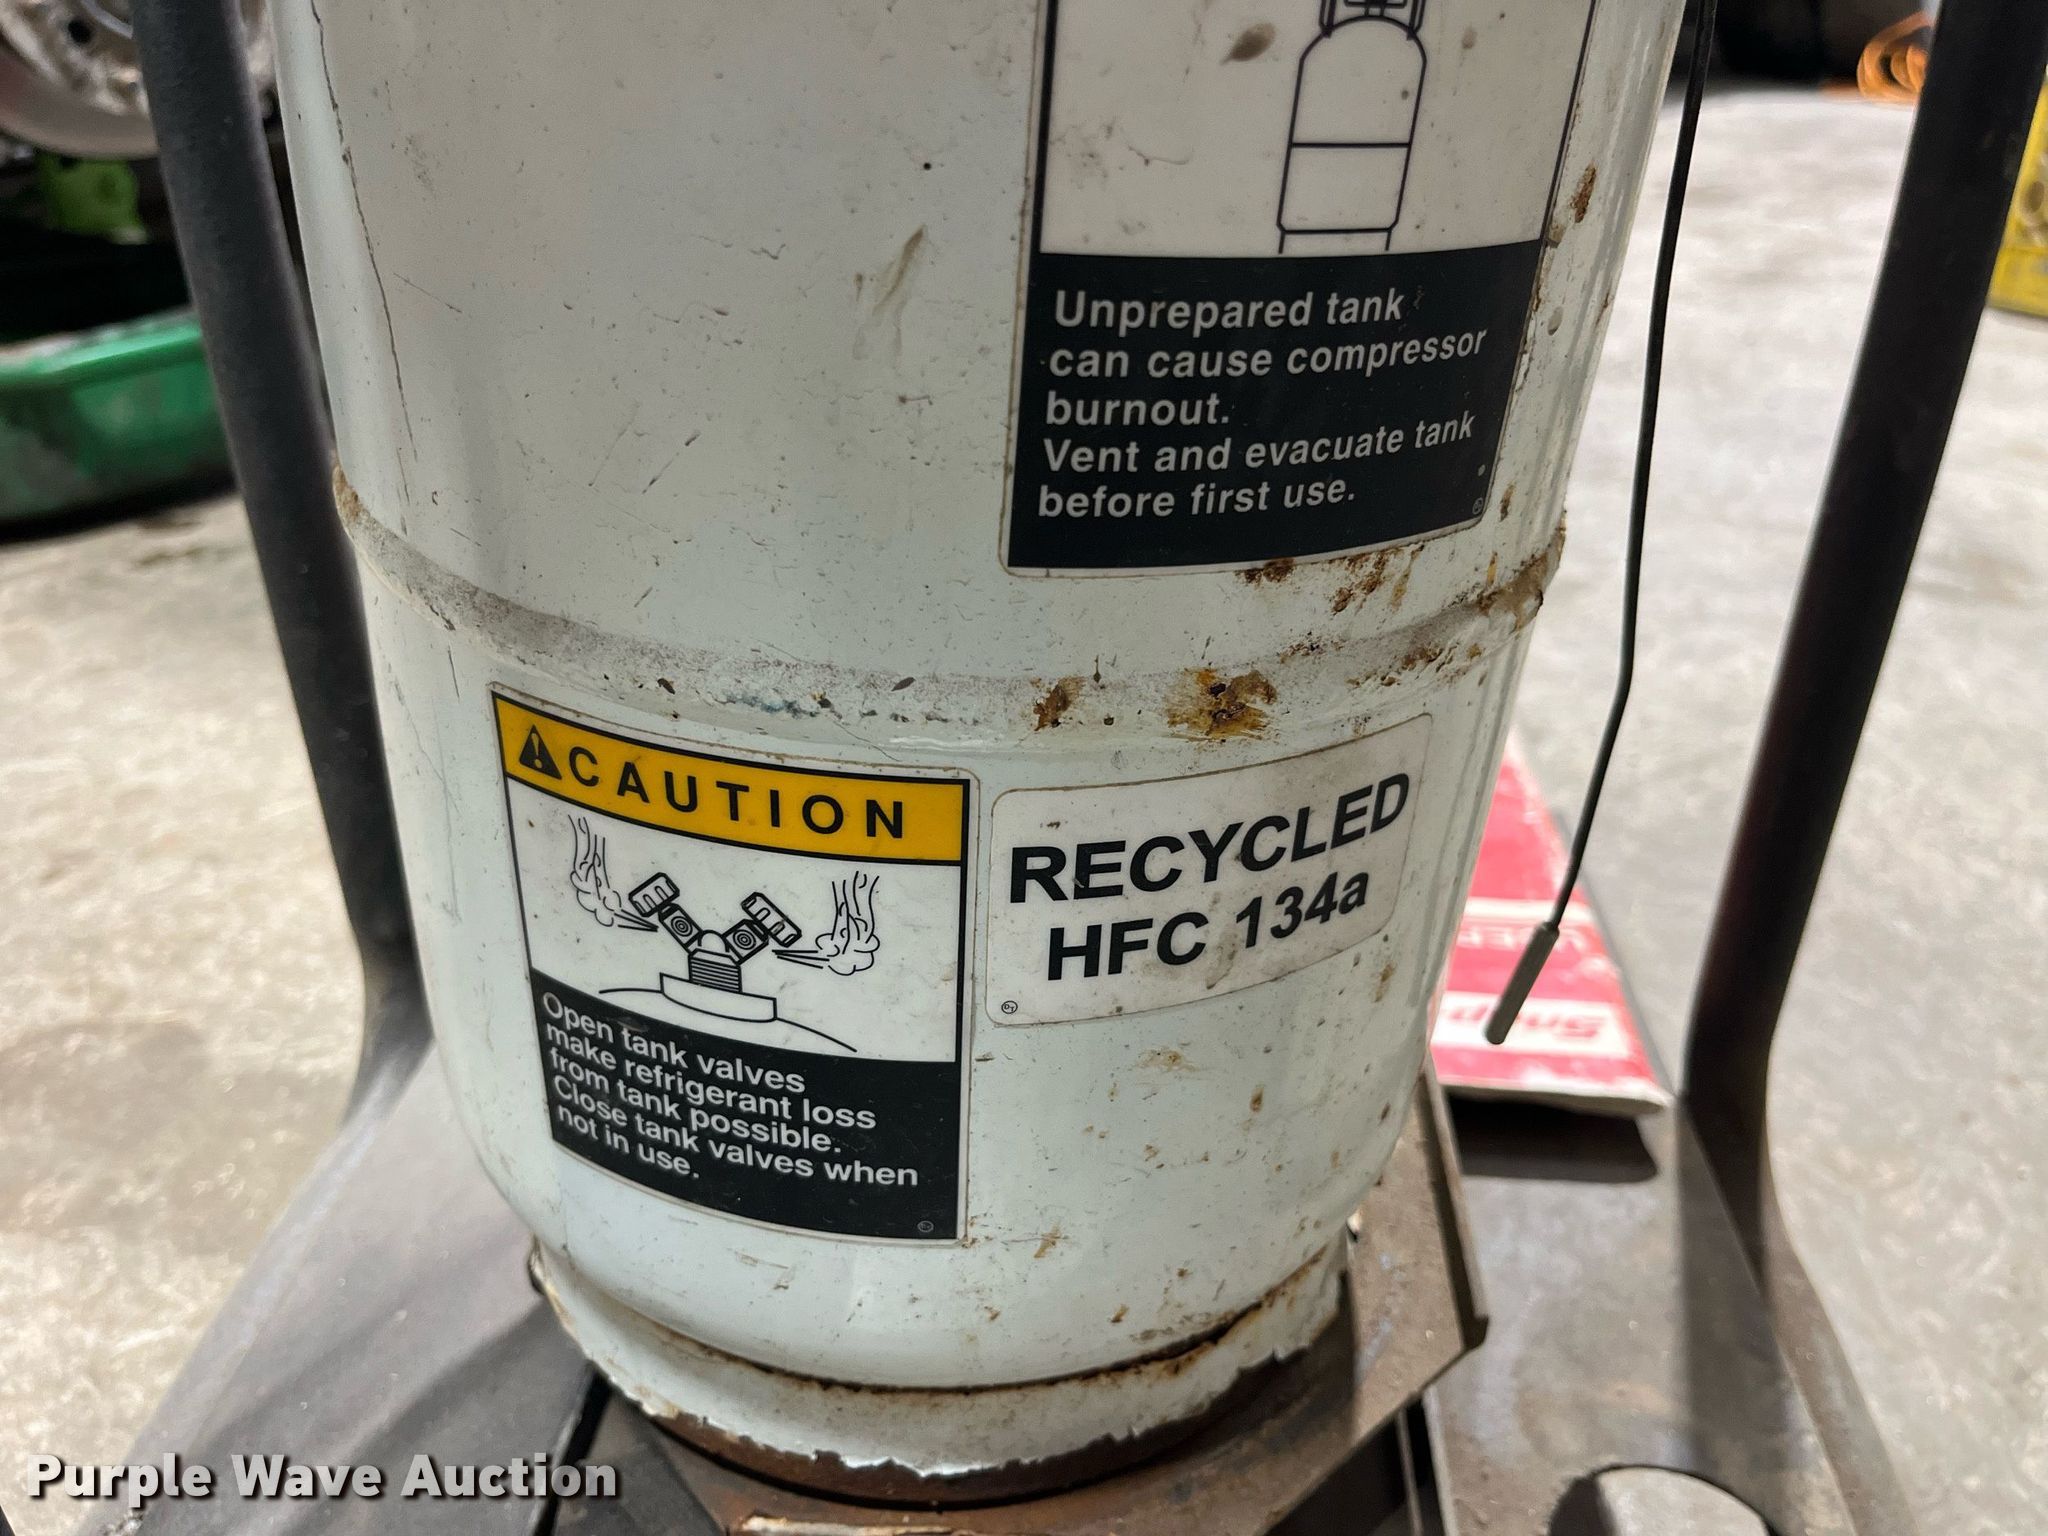 Unprepared tank
can cause compressor
burnout.
Vent and evacuate tank
before first use.
CAUTION
Open tank valves
make refrigerant loss
from tank possible.
Close tank valves when
not in use.
RECYCLED
HFC 134a
Purple Wave Auction